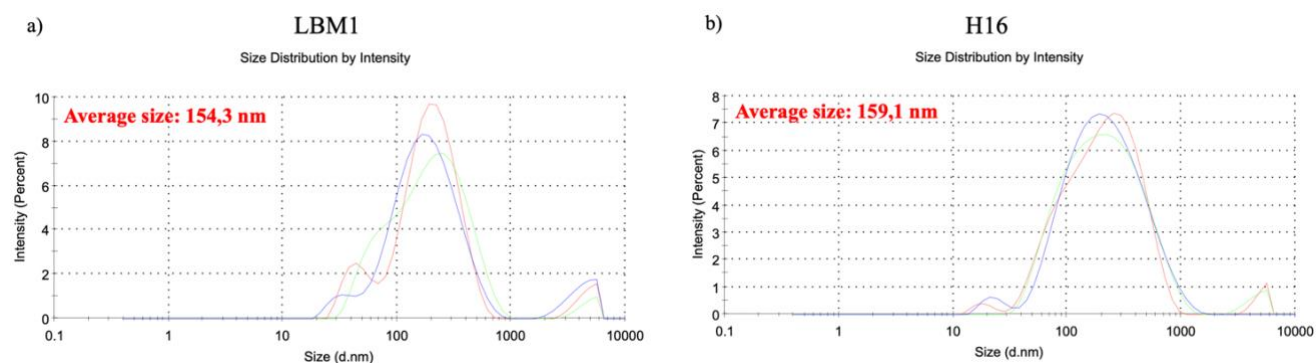 a)
LBM1
Size Distribution by Intensity
Average size: 154,3 nm
Intensity (Percent)
10
8
6
4
2
0
0.1 1 10 100 1000 10000
Size (d.nm)
b)
H16
Size Distribution by Intensity
Average size: 159,1 nm
Intensity (Percent)
8
7
6
5
4
3
2
1
0
0.1 1 10 100 1000 10000
Size (d.nm)